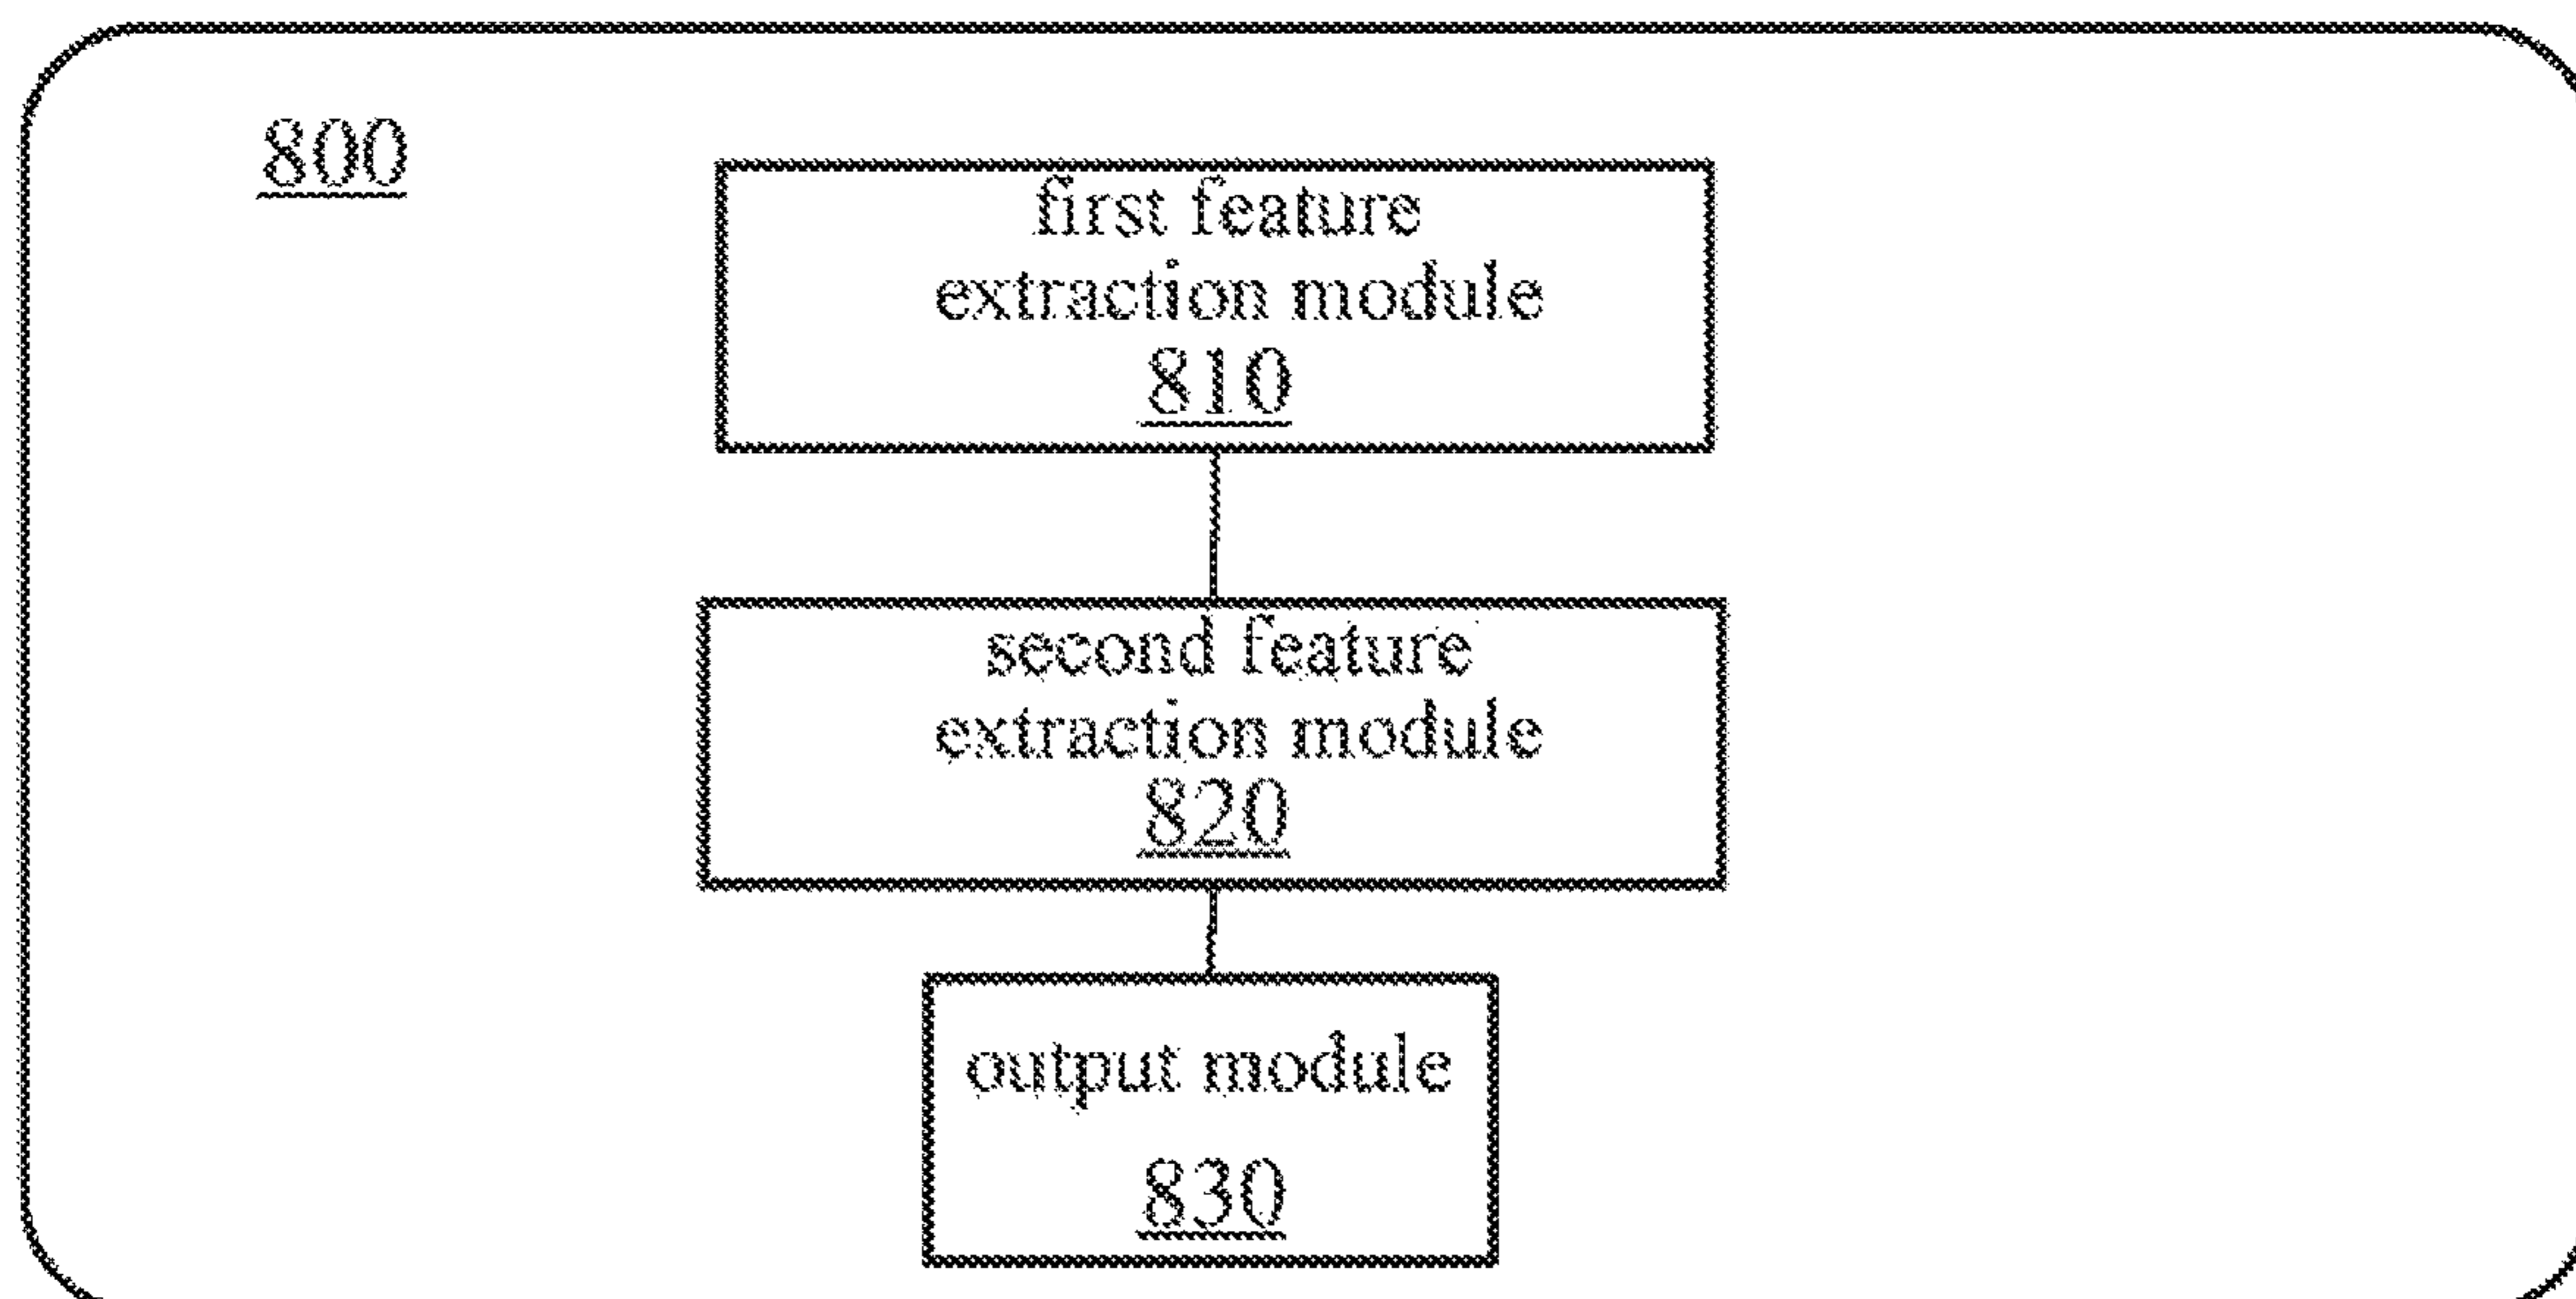 800
first feature
extraction module
810
second feature
extraction module
820
output module
830